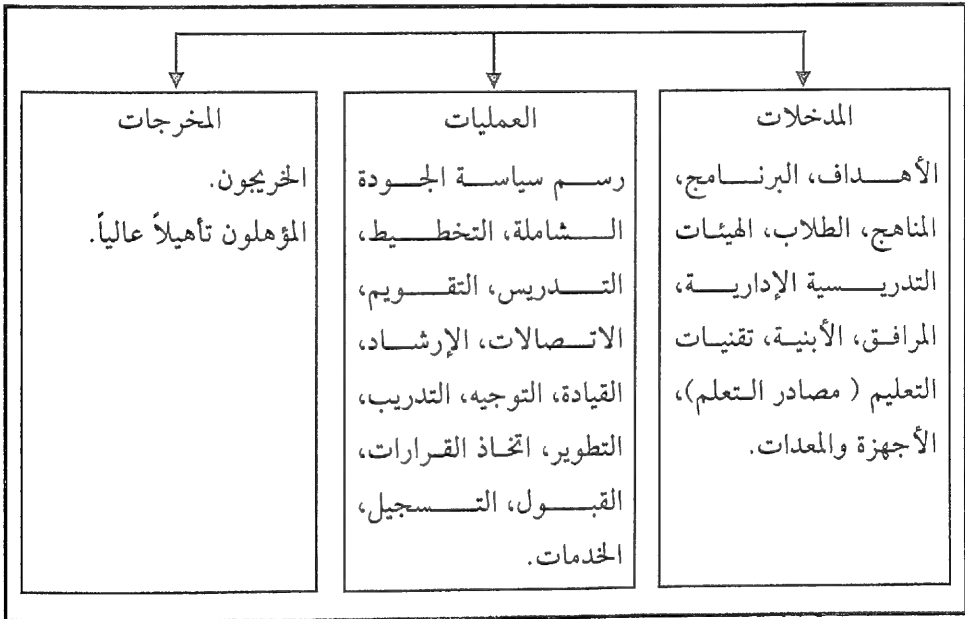 المدخلات
الأهداف، البرنامج،
المناهج، الطلاب، الهيئات
التدريسية الإدارية،
المرافق، الأبنية، تقنيات
التعليم ( مصادر التعلم)،
الأجهزة والمعدات.
العمليات
رسم سياسة الجودة
الشاملة، التخطيط،
التدريس، التقويم،
الاتصالات، الإرشاد،
القيادة، التوجيه، التدريب،
التطوير، اتخاذ القرارات،
القبول، التسجيل،
الخدمات.
المخرجات
الخريجون.
المؤهلون تأهيلاً عالياً.